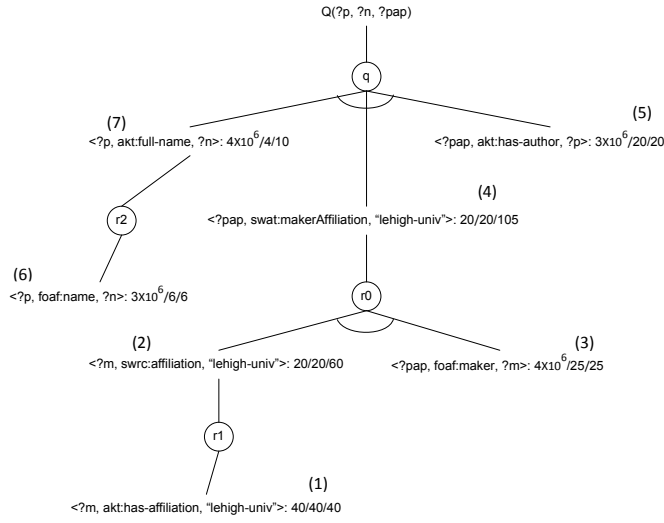 Q(?p, ?n, ?pap)
q
(7)
(5)
<?p, akt:full-name, ?n>: 4X10^6/4/10
<?pap, akt:has-author, ?p>: 3X10^6/20/20
(4)
r2
<?pap, swat:makerAffiliation, “lehigh-univ”>: 20/20/105
(6)
<?p, foaf:name, ?n>: 3X10^6/6/6
r0
(2)
(3)
<?m, swrc:affiliation, “lehigh-univ”>: 20/20/60
<?pap, foaf:maker, ?m>: 4X10^6/25/25
r1
(1)
<?m, akt:has-affiliation, “lehigh-univ”>: 40/40/40